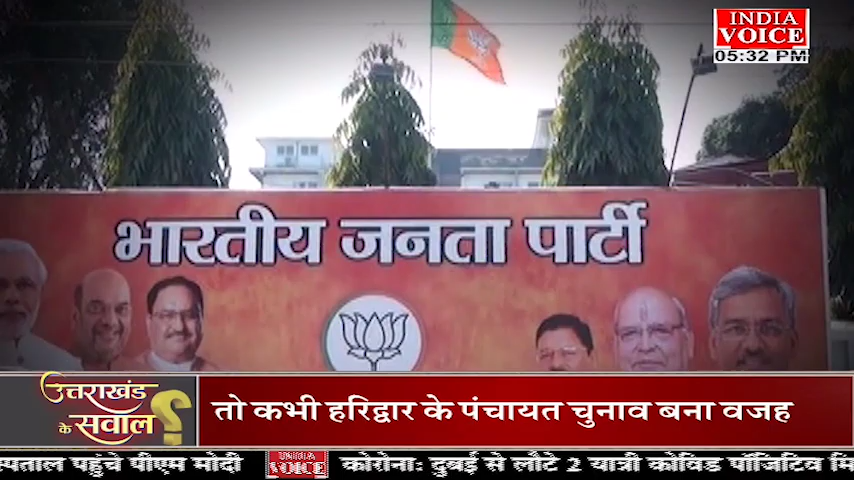 INDIA
VOICE
05:32 PM
भारतीय जनता पार्टी
उत्तराखंड
के सवाल ?
तो कभी हरिद्वार के पंचायत चुनाव बना वजह
स्पताल पहुंचे पीएम मोदी INDIA VOICE कोरोना: दुबई से लौटे 2 यात्री कोविड पॉजिटिव मि